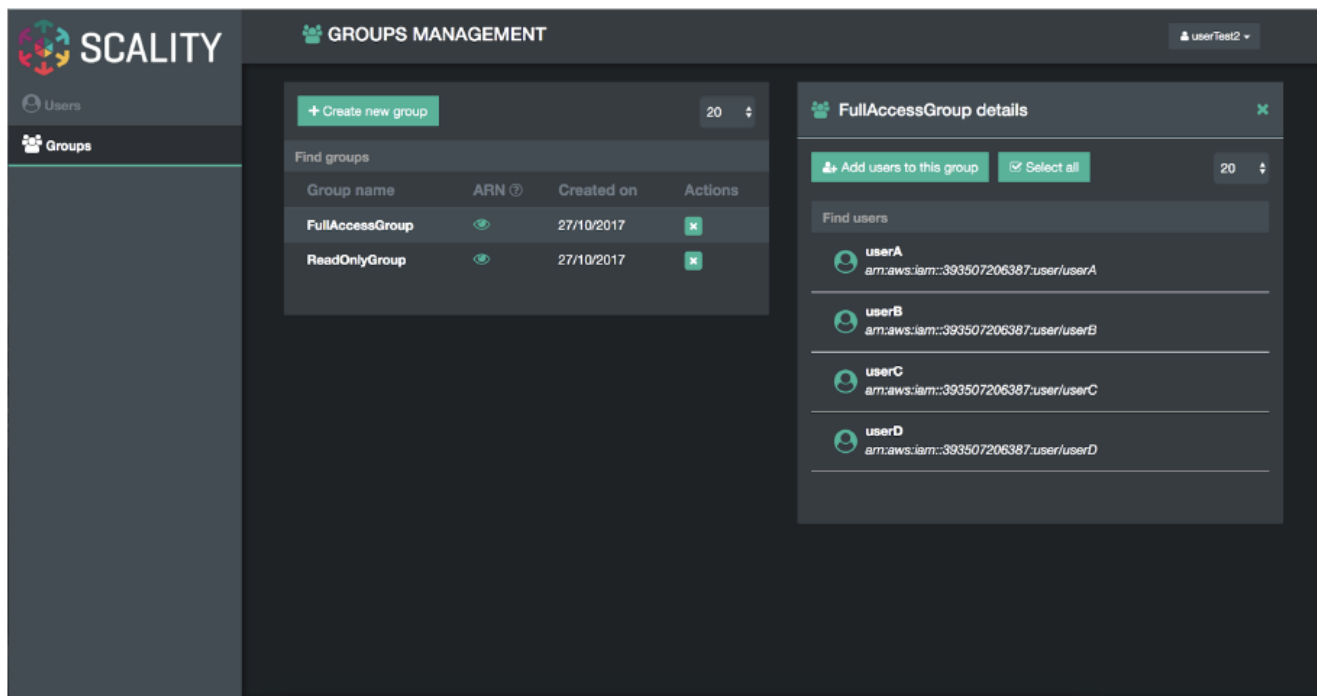 SCALITY
GROUPS MANAGEMENT
userTest2
Users
Groups
+ Create new group
20
Find groups
Group name ARN Created on Actions
FullAccessGroup 27/10/2017
ReadOnlyGroup 27/10/2017
FullAccessGroup details
Add users to this group Select all 20
Find users
userA
arn:aws:iam::393507206387:user/userA
userB
arn:aws:iam::393507206387:user/userB
userC
arn:aws:iam::393507206387:user/userC
userD
arn:aws:iam::393507206387:user/userD